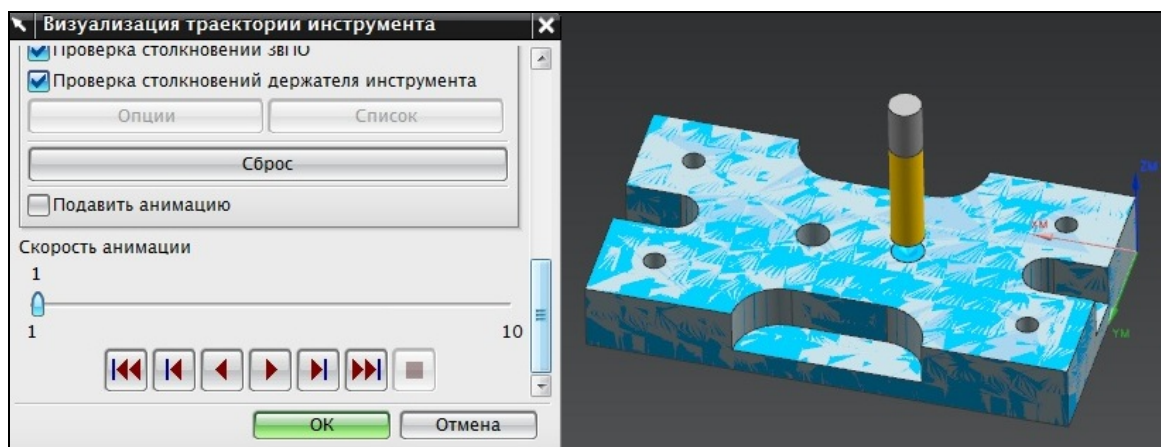 Визуализация траектории инструмента
Проверка столкновений ЗвПО
Проверка столкновений держателя инструмента
Опции
Список
Сброс
Подавить анимацию
Скорость анимации
1
1
10
OK
Отмена
ZM
XM
YM